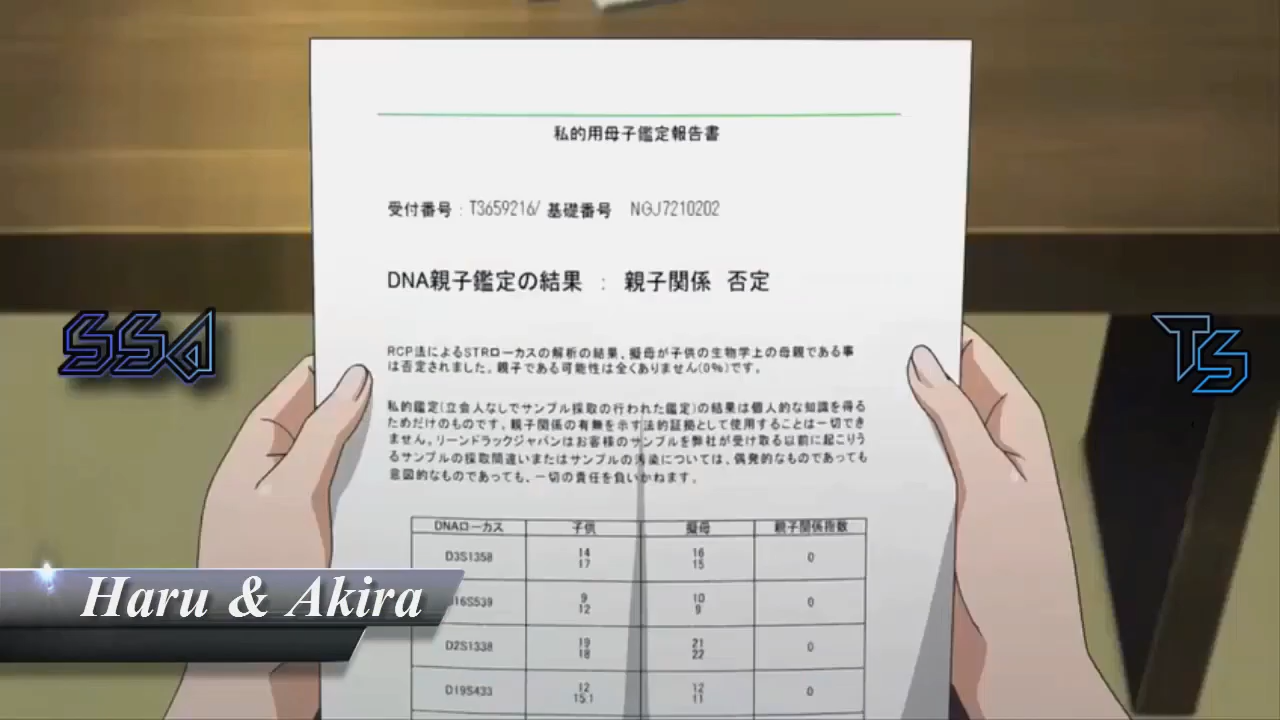 私的用母子鑑定報告書
受付番号 : T3659216/ 基礎番号 NGJ7210202
DNA親子鑑定の結果 : 親子関係 否定
RCP法によるSTRローカスの解析の結果、擬母が子供の生物学上の母親である事
は否定されました。親子である可能性は全くありません(0%)です。
私的鑑定(立会人なしでサンプル採取の行われた鑑定)の結果は個人的な知識を得る
ためだけのものです。親子関係の有無を示す法的証拠として使用することは一切でき
ません。リーンドラックジャパンはお客様のサンプルを弊社が受け取る以前に起こりう
るサンプルの採取間違いまたはサンプルの汚染については、偶発的なものであっても
意図的なものであっても、一切の責任を負いかねます。
SSA
TS
DNAローカス 子供 擬母 親子関係指数
D3S1358 14 16 0
17 15
16S539 9 10 0
12 9
D2S1338 19 21 0
18 22
D19S433 12 12 0
15.1 11
Haru & Akira